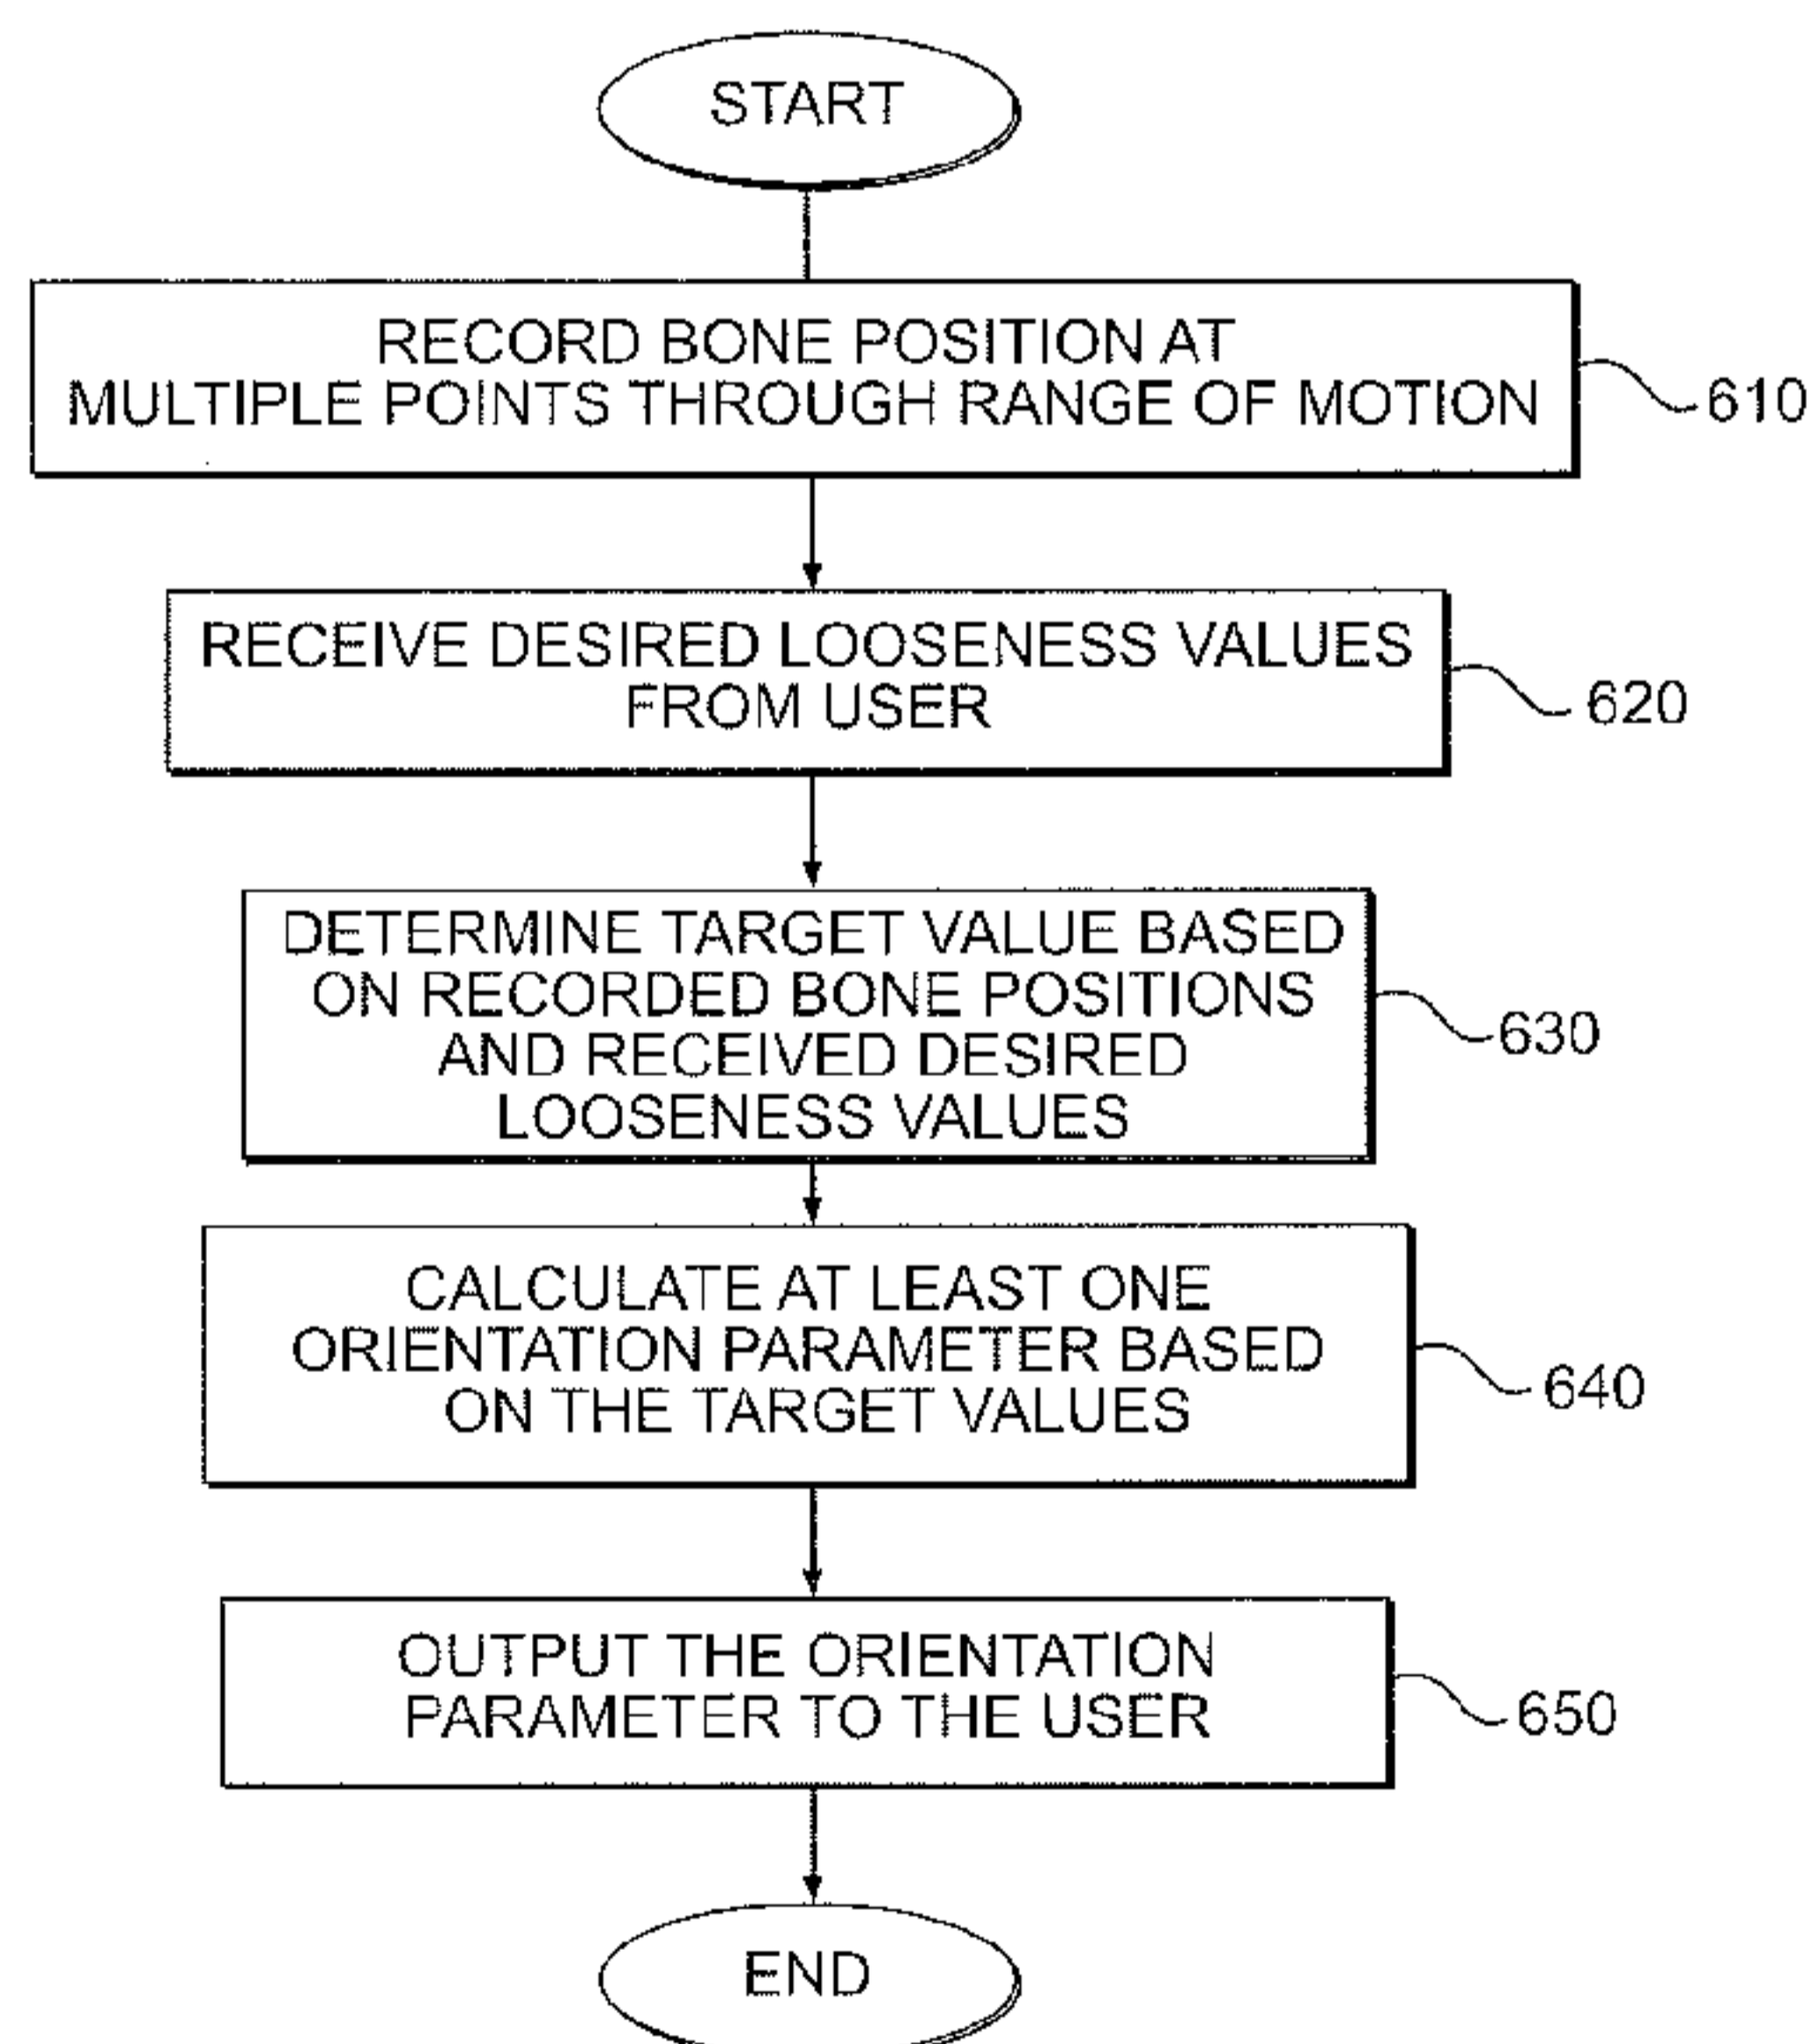 START
RECORD BONE POSITION AT
MULTIPLE POINTS THROUGH RANGE OF MOTION
610
RECEIVE DESIRED LOOSENESS VALUES
FROM USER
620
DETERMINE TARGET VALUE BASED
ON RECORDED BONE POSITIONS
AND RECEIVED DESIRED
LOOSENESS VALUES
630
CALCULATE AT LEAST ONE
ORIENTATION PARAMETER BASED
ON THE TARGET VALUES
640
OUTPUT THE ORIENTATION
PARAMETER TO THE USER
650
END